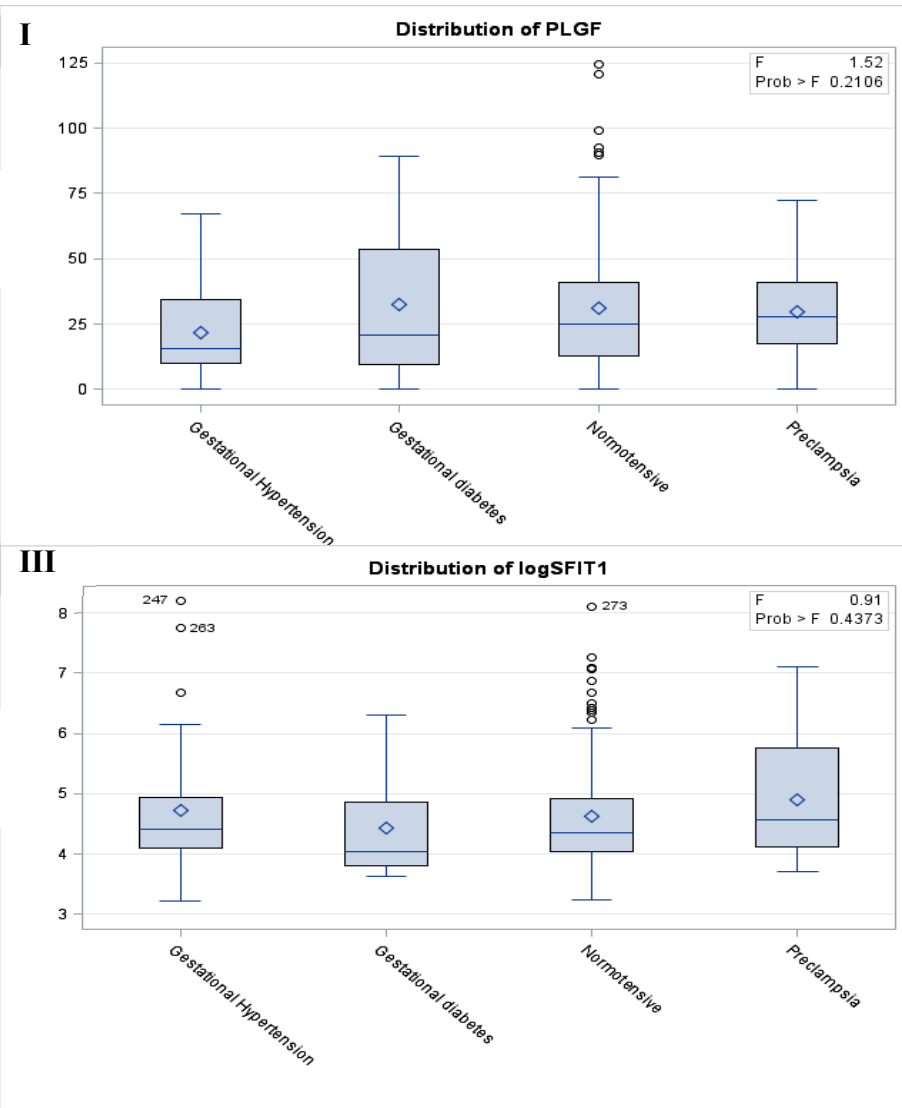 I
Distribution of PLGF
F 1.52
Prob > F 0.2106
125
100
75
50
25
0
Gestational Hypertension
Gestational diabetes
Normotensive
Preclampsia
III
Distribution of logSFIT1
F 0.91
Prob > F 0.4373
247
263
273
8
7
6
5
4
3
Gestational Hypertension
Gestational diabetes
Normotensive
Preclampsia